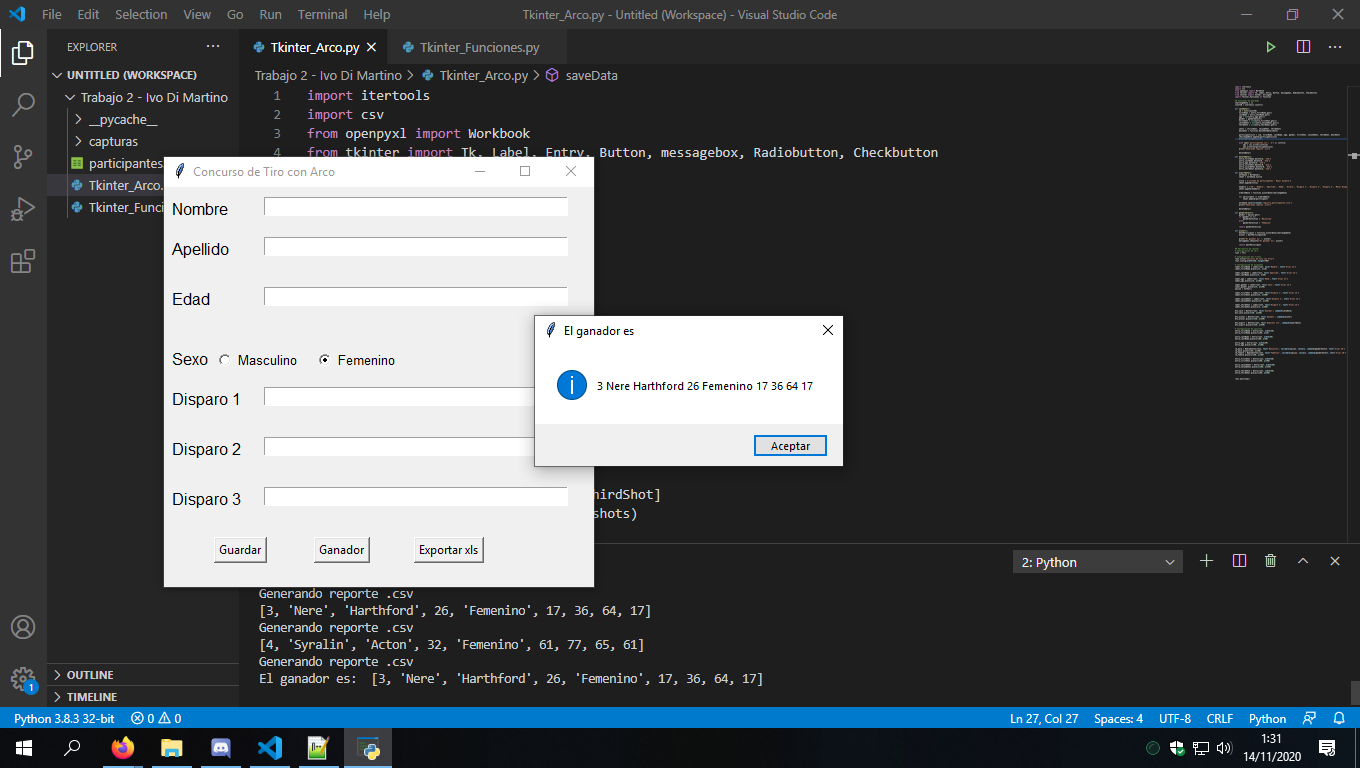 File Edit Selection View Go Run Terminal Help
Tkinter_Arco.py - Untitled (Workspace) - Visual Studio Code
EXPLORER
UNTITLED (WORKSPACE)
Trabajo 2 - Ivo Di Martino
__pycache__
capturas
participantes
Tkinter_Arco.
Tkinter_Funci
OUTLINE
TIMELINE
Tkinter_Arco.py
Tkinter_Funciones.py
Trabajo 2 - Ivo Di Martino > Tkinter_Arco.py > saveData
1 import itertools
2 import csv
3 from openpyxl import Workbook
4 from tkinter import Tk, Label, Entry, Button, messagebox, Radiobutton, Checkbutton
hirdShot]
shots)
Concurso de Tiro con Arco
Nombre
Apellido
Edad
Sexo Masculino Femenino
Disparo 1
Disparo 2
Disparo 3
Guardar Ganador Exportar xls
El ganador es
3 Nere Harthford 26 Femenino 17 36 64 17
Aceptar
2: Python
Generando reporte .csv
[3, 'Nere', 'Harthford', 26, 'Femenino', 17, 36, 64, 17]
Generando reporte .csv
[4, 'Syralin', 'Acton', 32, 'Femenino', 61, 77, 65, 61]
Generando reporte .csv
El ganador es:  [3, 'Nere', 'Harthford', 26, 'Femenino', 17, 36, 64, 17]
1
Python 3.8.3 32-bit 0 0
Ln 27, Col 27 Spaces: 4 UTF-8 CRLF Python
1:31
14/11/2020